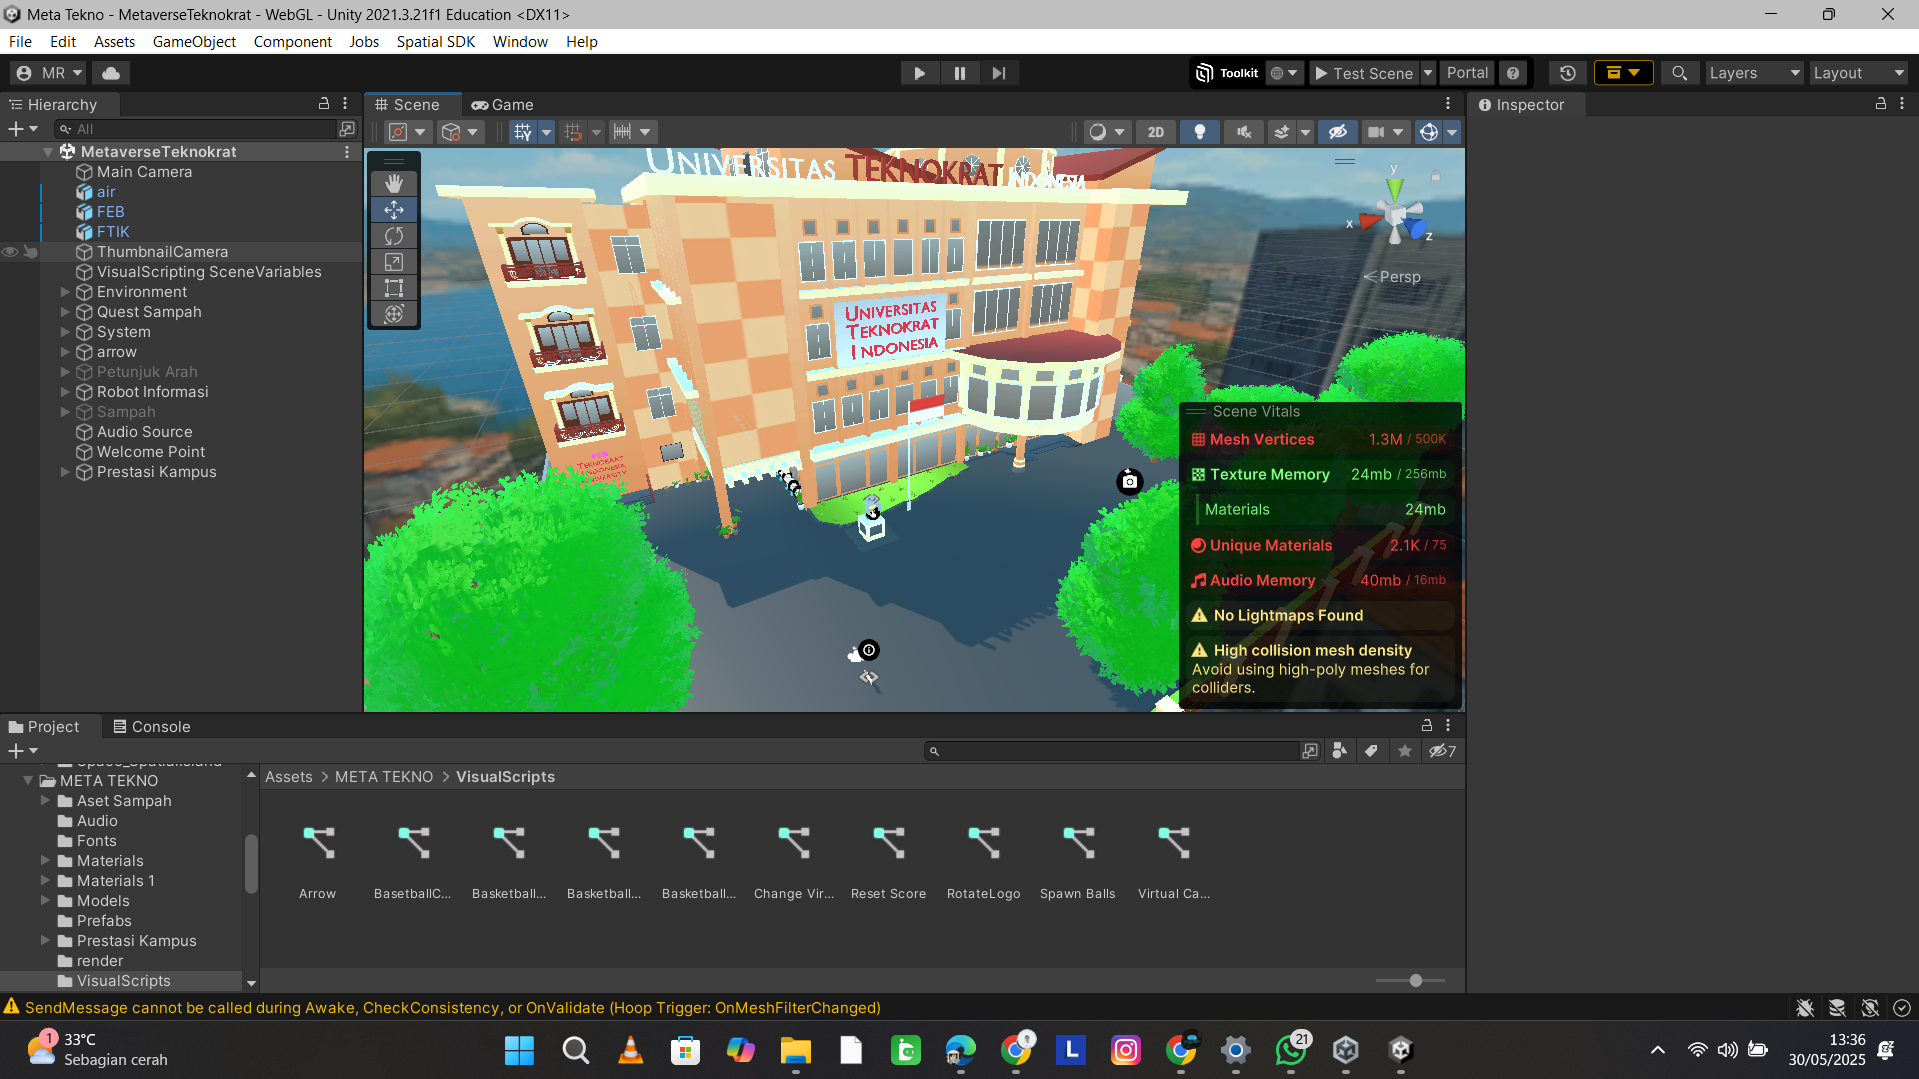 Meta Tekno - MetaverseTeknokrat - WebGL - Unity 2021.3.21f1 Education <DX11>
File Edit Assets GameObject Component Jobs Spatial SDK Window Help
MR
Toolkit Test Scene Portal Layers Layout
Hierarchy
All
MetaverseTeknokrat
Main Camera
air
FEB
FTIK
ThumbnailCamera
VisualScripting SceneVariables
Environment
Quest Sampah
System
arrow
Petunjuk Arah
Robot Informasi
Sampah
Audio Source
Welcome Point
Prestasi Kampus
Scene Game
2D
UNIVERSITAS TEKNOKRAT INDONESIA
UNIVERSITAS
TEKNOKRAT
INDONESIA
TEKNOKRAT
INDONESIA
UNIVERSITY
y
x
z
Persp
Scene Vitals
Mesh Vertices 1.3M / 500K
Texture Memory 24mb / 256mb
Materials 24mb
Unique Materials 2.1K / 75
Audio Memory 40mb / 16mb
No Lightmaps Found
High collision mesh density
Avoid using high-poly meshes for
colliders.
Inspector
Project Console
7
META TEKNO
Aset Sampah
Audio
Fonts
Materials
Materials 1
Models
Prefabs
Prestasi Kampus
render
VisualScripts
Assets > META TEKNO > VisualScripts
Arrow BasetballC... Basketball... Basketball... Basketball... Change Vir... Reset Score RotateLogo Spawn Balls Virtual Ca...
SendMessage cannot be called during Awake, CheckConsistency, or OnValidate (Hoop Trigger: OnMeshFilterChanged)
1
33°C
Sebagian cerah
L
21
13:36
30/05/2025